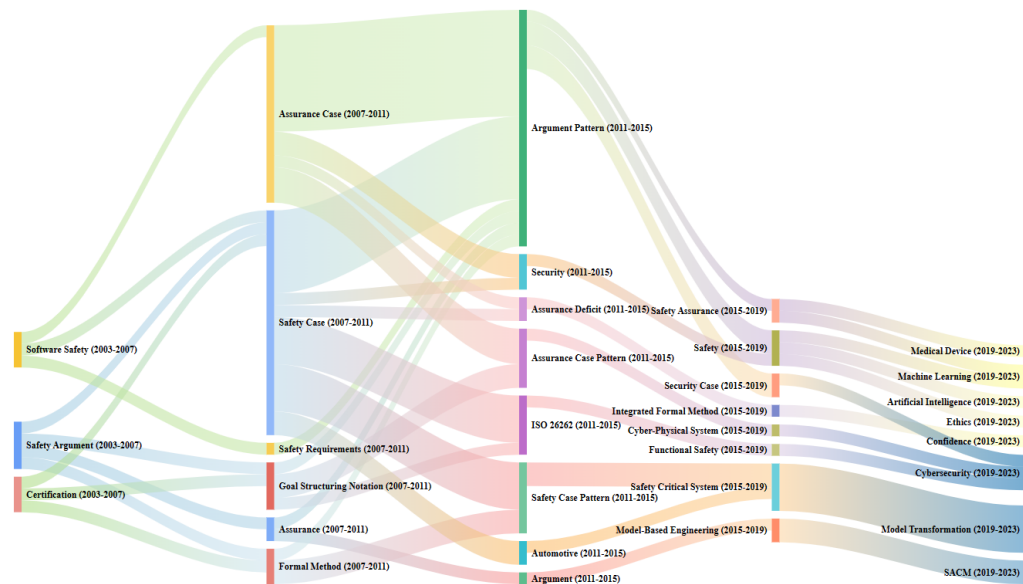 Software Safety (2003-2007)
Safety Argument (2003-2007)
Certification (2003-2007)
Assurance Case (2007-2011)
Safety Case (2007-2011)
Safety Requirements (2007-2011)
Goal Structuring Notation (2007-2011)
Assurance (2007-2011)
Formal Method (2007-2011)
Argument Pattern (2011-2015)
Security (2011-2015)
Assurance Deficit (2011-2015)
Assurance Case Pattern (2011-2015)
ISO 26262 (2011-2015)
Safety Case Pattern (2011-2015)
Automotive (2011-2015)
Argument (2011-2015)
Safety Assurance (2015-2019)
Safety (2015-2019)
Security Case (2015-2019)
Integrated Formal Method (2015-2019)
Cyber-Physical System (2015-2019)
Functional Safety (2015-2019)
Safety Critical System (2015-2019)
Model-Based Engineering (2015-2019)
Medical Device (2019-2023)
Machine Learning (2019-2023)
Artificial Intelligence (2019-2023)
Ethics (2019-2023)
Confidence (2019-2023)
Cybersecurity (2019-2023)
Model Transformation (2019-2023)
SACM (2019-2023)